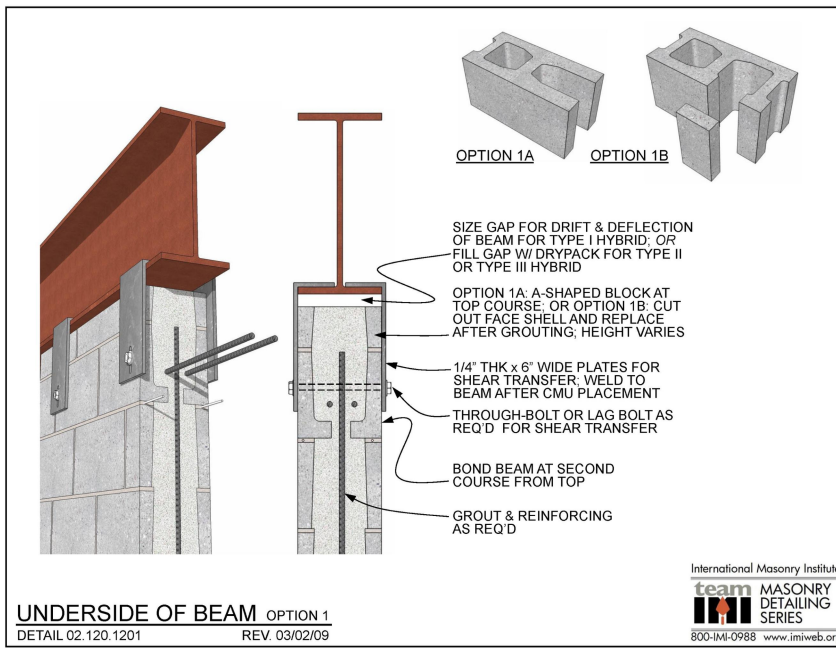 OPTION 1A
OPTION 1B
SIZE GAP FOR DRIFT & DEFLECTION
OF BEAM FOR TYPE I HYBRID; OR
FILL GAP W/ DRYPACK FOR TYPE II
OR TYPE III HYBRID
OPTION 1A: A-SHAPED BLOCK AT
TOP COURSE; OR OPTION 1B: CUT
OUT FACE SHELL AND REPLACE
AFTER GROUTING; HEIGHT VARIES
1/4" THK x 6" WIDE PLATES FOR
SHEAR TRANSFER; WELD TO
BEAM AFTER CMU PLACEMENT
THROUGH-BOLT OR LAG BOLT AS
REQ'D FOR SHEAR TRANSFER
BOND BEAM AT SECOND
COURSE FROM TOP
GROUT & REINFORCING
AS REQ'D
UNDERSIDE OF BEAM OPTION 1
DETAIL 02.120.1201 REV. 03/02/09
International Masonry Institute
team IMI
MASONRY
DETAILING
SERIES
800-IMI-0988 www.imiweb.or